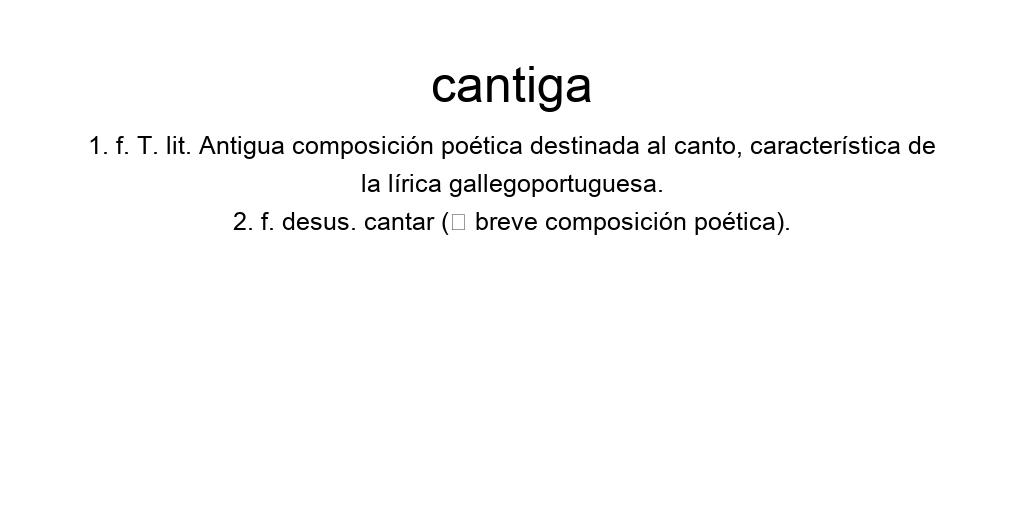 cantiga
1. f. T. lit. Antigua composición poética destinada al canto, característica de
la lírica gallegoportuguesa.
2. f. desus. cantar (□ breve composición poética).